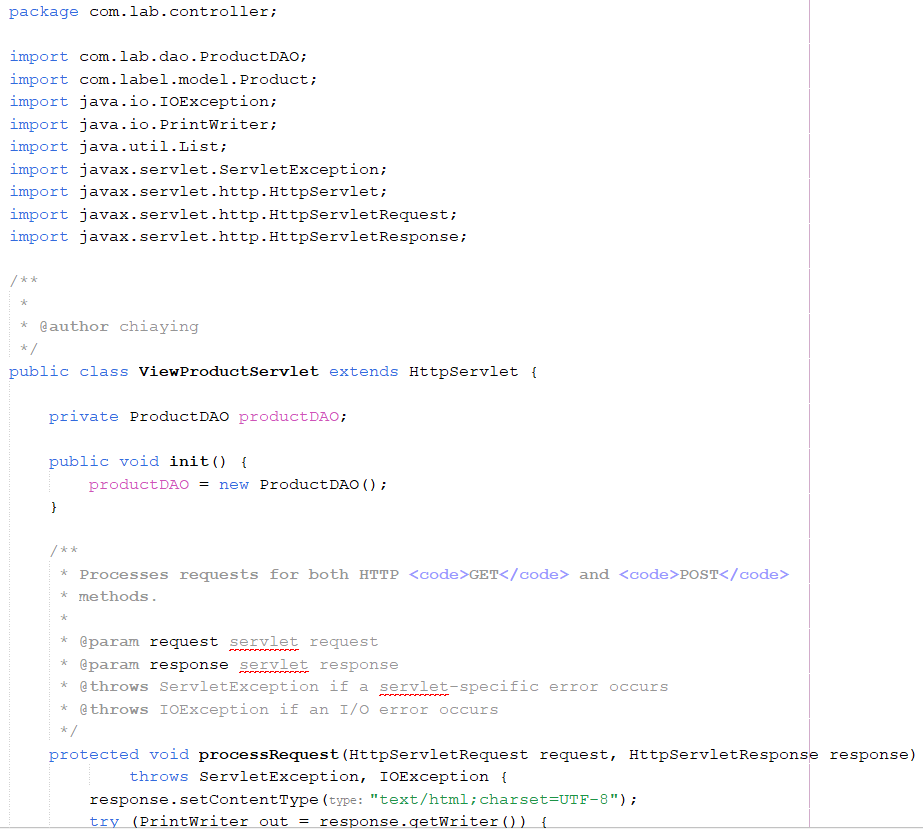 package com.lab.controller;
import com.lab.dao.ProductDAO;
import com.label.model.Product;
import java.io.IOException;
import java.io.PrintWriter;
import java.util.List;
import javax.servlet.ServletException;
import javax.servlet.http.HttpServlet;
import javax.servlet.http.HttpServletRequest;
import javax.servlet.http.HttpServletResponse;
/**
 *
 * @author chiaying
 */
public class ViewProductServlet extends HttpServlet {
    private ProductDAO productDAO;
    public void init() {
        productDAO = new ProductDAO();
    }
    /**
     * Processes requests for both HTTP <code>GET</code> and <code>POST</code>
     * methods.
     *
     * @param request servlet request
     * @param response servlet response
     * @throws ServletException if a servlet-specific error occurs
     * @throws IOException if an I/O error occurs
     */
    protected void processRequest(HttpServletRequest request, HttpServletResponse response)
            throws ServletException, IOException {
        response.setContentType(type: "text/html;charset=UTF-8");
        try (PrintWriter out = response.getWriter()) {